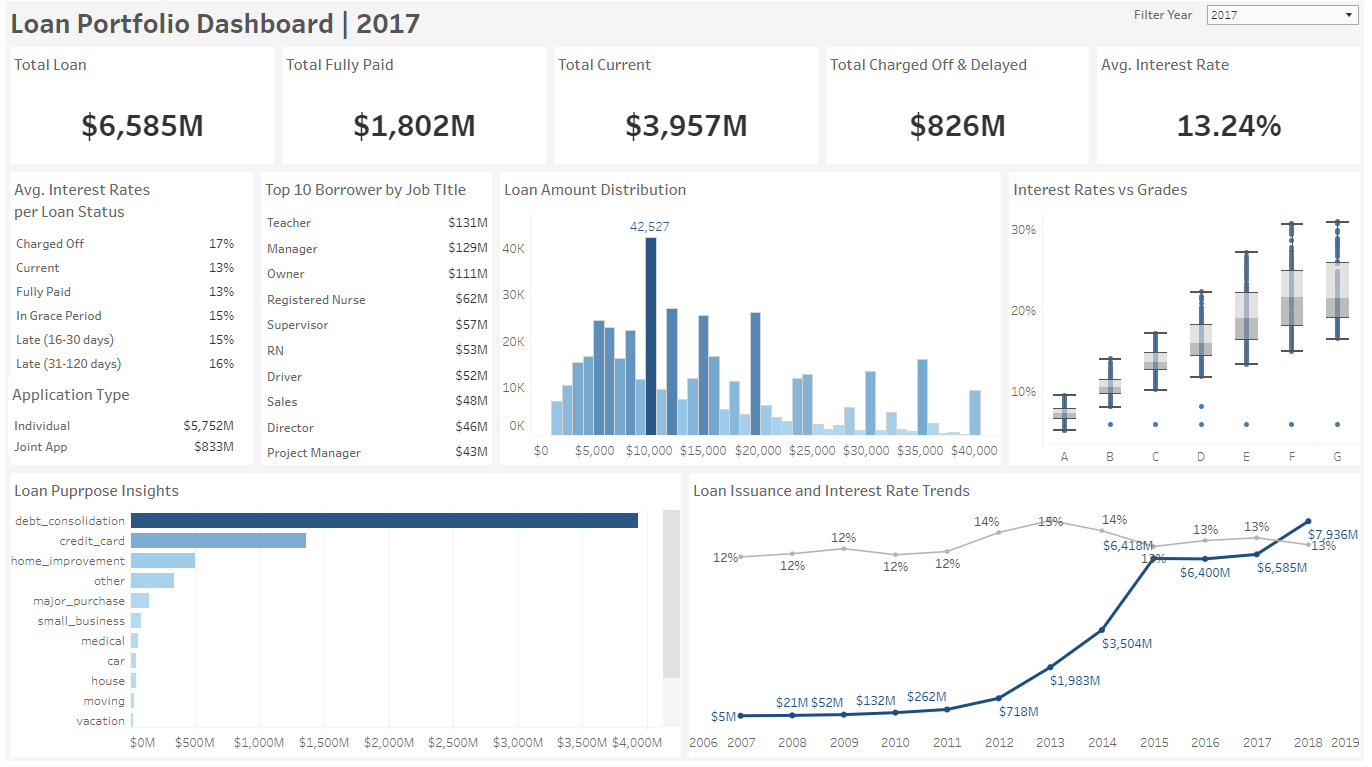 Loan Portfolio Dashboard | 2017
Filter Year
2017
Total Loan
$6,585M
Total Fully Paid
$1,802M
Total Current
$3,957M
Total Charged Off & Delayed
$826M
Avg. Interest Rate
13.24%
Avg. Interest Rates
per Loan Status
Charged Off 17%
Current 13%
Fully Paid 13%
In Grace Period 15%
Late (16-30 days) 15%
Late (31-120 days) 16%
Application Type
Individual $5,752M
Joint App $833M
Top 10 Borrower by Job TItle
Teacher $131M
Manager $129M
Owner $111M
Registered Nurse $62M
Supervisor $57M
RN $53M
Driver $52M
Sales $48M
Director $46M
Project Manager $43M
Loan Amount Distribution
42,527
40K
30K
20K
10K
0K
$0 $5,000 $10,000 $15,000 $20,000 $25,000 $30,000 $35,000 $40,000
Interest Rates vs Grades
30%
20%
10%
A B C D E F G
Loan Puprpose Insights
debt_consolidation
credit_card
home_improvement
other
major_purchase
small_business
medical
car
house
moving
vacation
$0M $500M $1,000M $1,500M $2,000M $2,500M $3,000M $3,500M $4,000M
Loan Issuance and Interest Rate Trends
12% 12% 12% 12% 12% 14% 15% 14% 13% 13% 13% 13%
$5M $21M $52M $132M $262M $718M $1,983M $3,504M $6,418M $6,400M $6,585M $7,936M
2006 2007 2008 2009 2010 2011 2012 2013 2014 2015 2016 2017 2018 2019